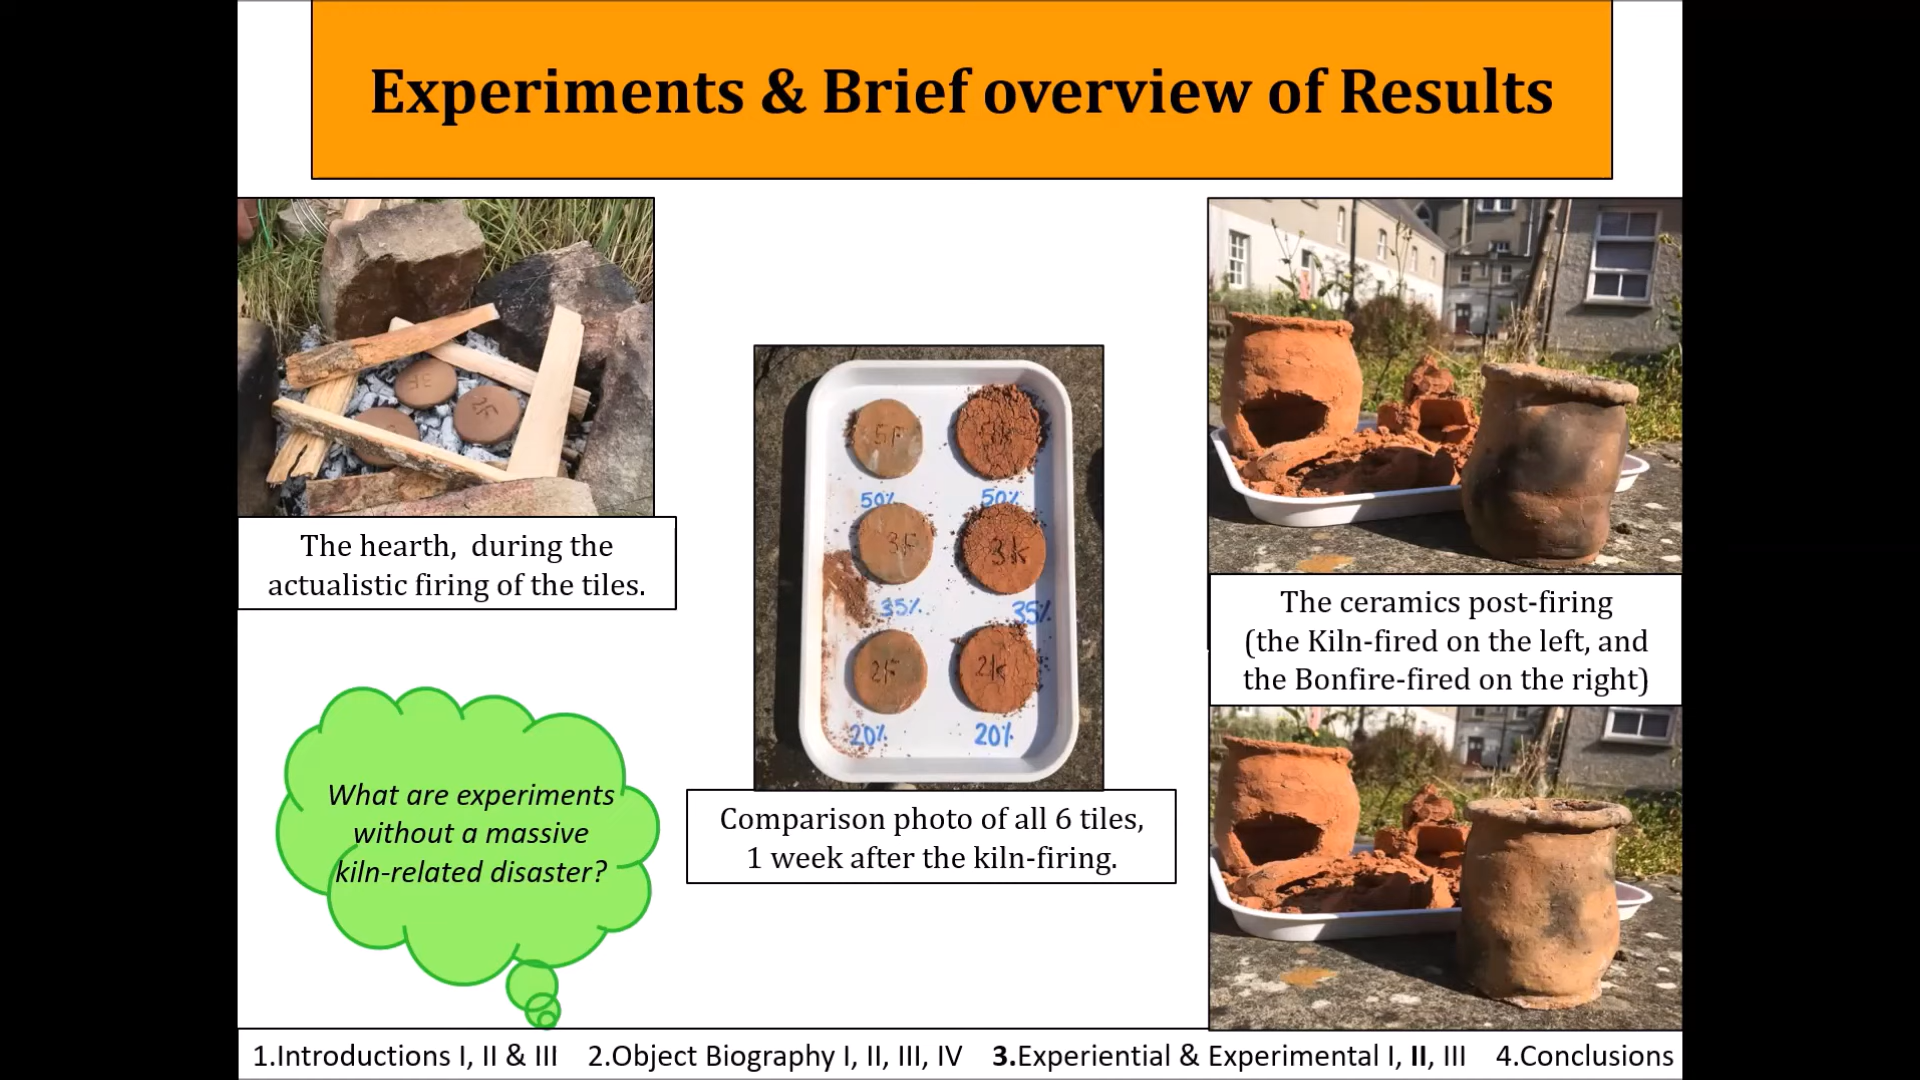 Experiments & Brief overview of Results
3F
2F
The hearth, during the
actualistic firing of the tiles.
5F
50% 50%
3F 3k
35% 35%
2F 2k
20% 20%
Comparison photo of all 6 tiles,
1 week after the kiln-firing.
The ceramics post-firing
(the Kiln-fired on the left, and
the Bonfire-fired on the right)
What are experiments
without a massive
kiln-related disaster?
1.Introductions I, II & III 2.Object Biography I, II, III, IV 3.Experiential & Experimental I, II, III 4.Conclusions